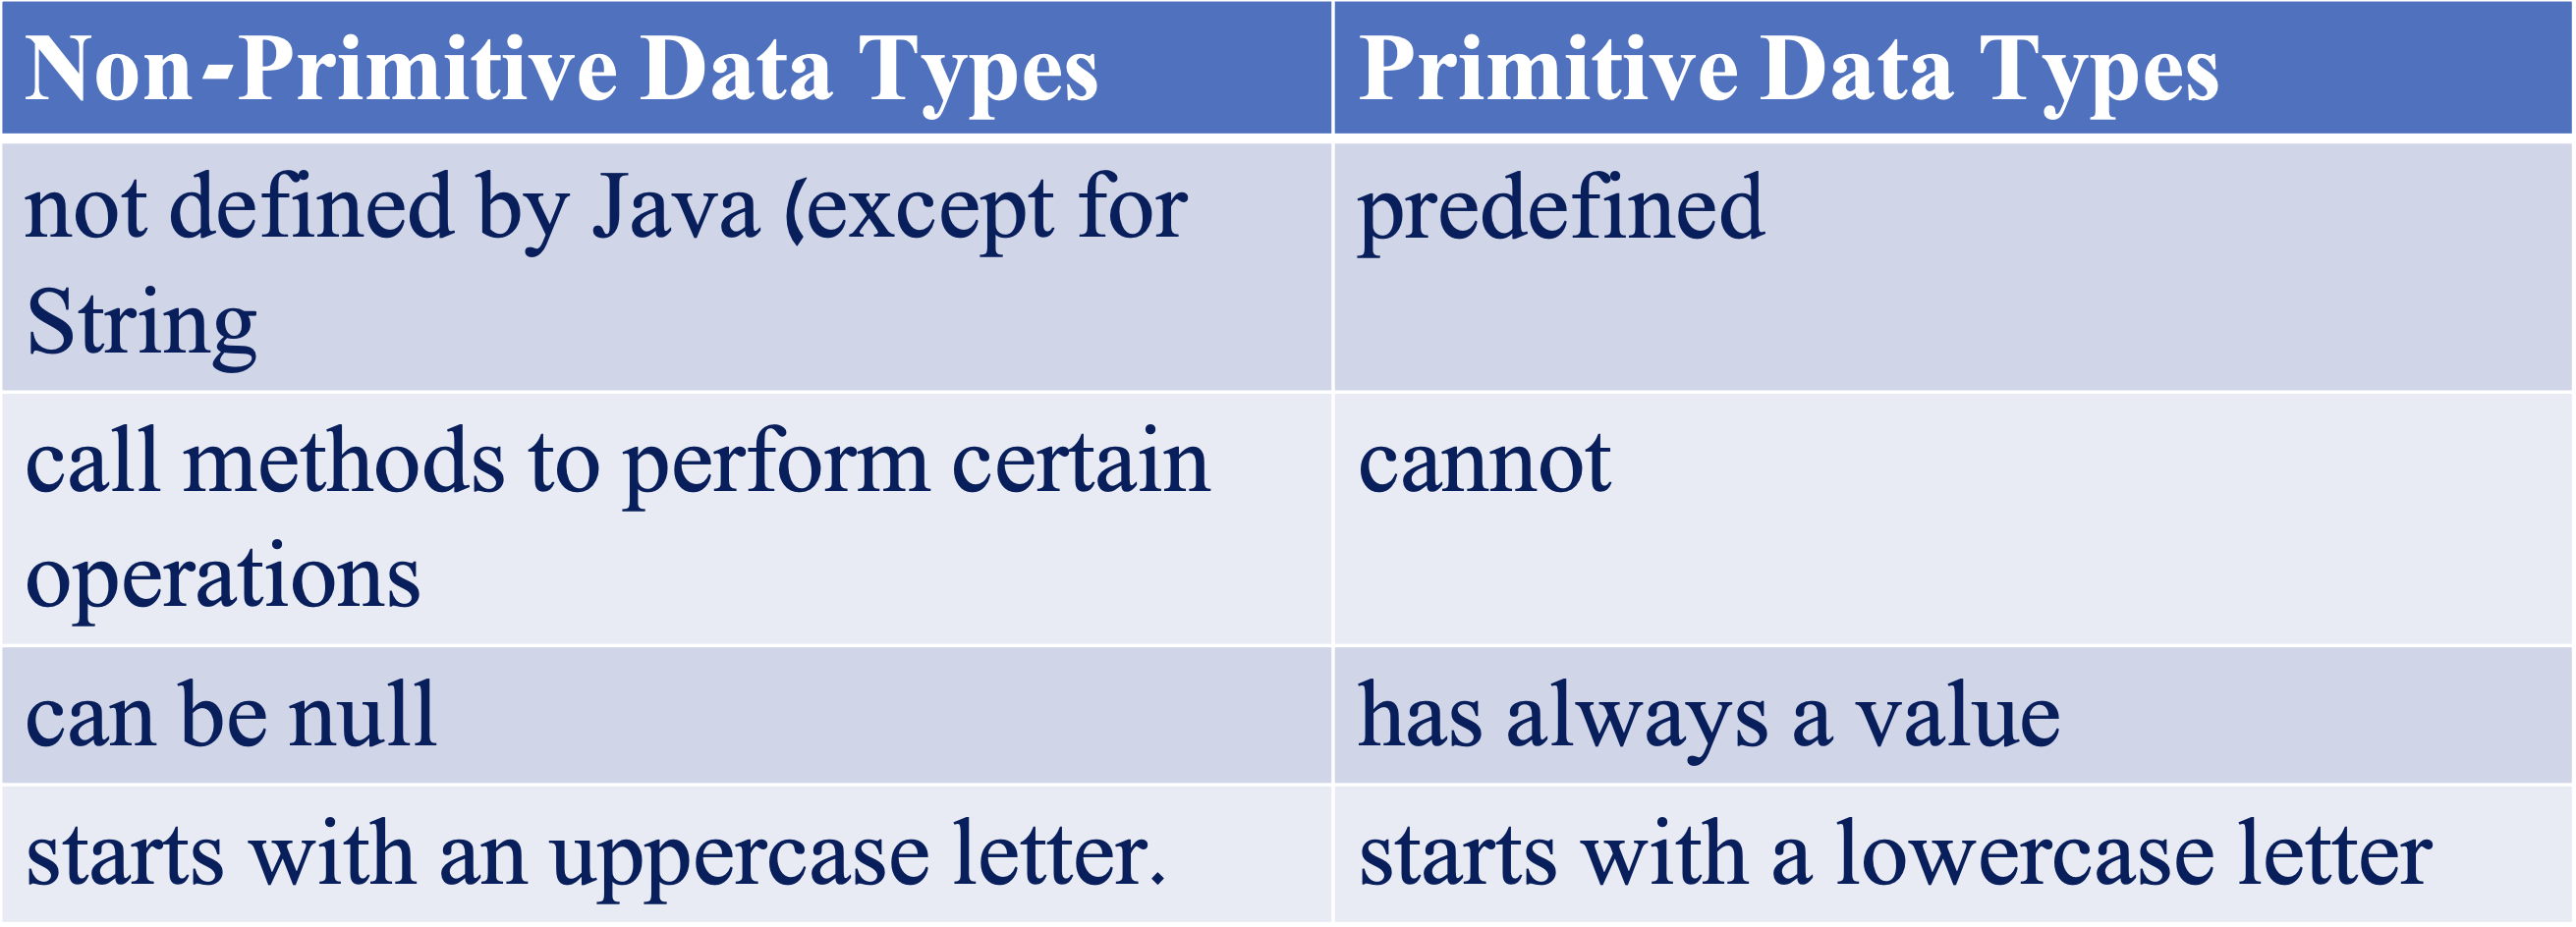 Non-Primitive Data Types
Primitive Data Types
not defined by Java (except for
String
predefined
call methods to perform certain
operations
cannot
can be null
has always a value
starts with an uppercase letter.
starts with a lowercase letter